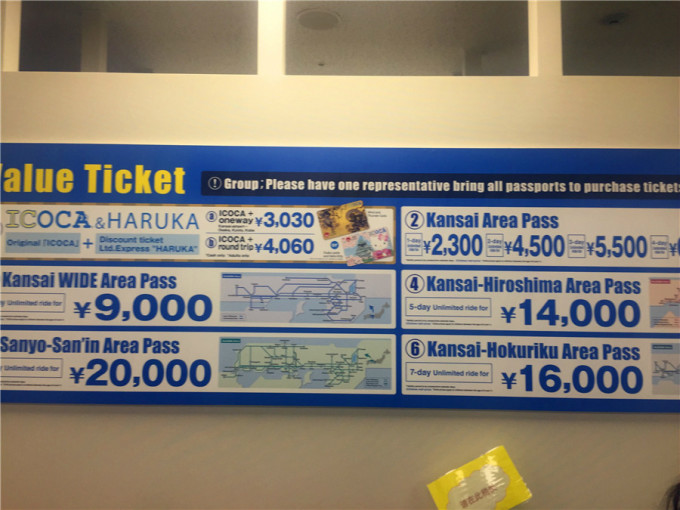 alue Ticket
! Group ; Please have one representative bring all passports to purchase tickets
ICOCA & HARUKA
Original 「ICOCA」 + Discount ticket
Ltd.Express "HARUKA"
a ICOCA +
oneway ¥3,030
b ICOCA +
round trip ¥4,060
2 Kansai Area Pass
¥2,300 ¥4,500 ¥5,500
Kansai WIDE Area Pass
Unlimited ride for ¥9,000
4 Kansai-Hiroshima Area Pass
5-day Unlimited ride for ¥14,000
Sanyo-San'in Area Pass
Unlimited ride for ¥20,000
6 Kansai-Hokuriku Area Pass
7-day Unlimited ride for ¥16,000